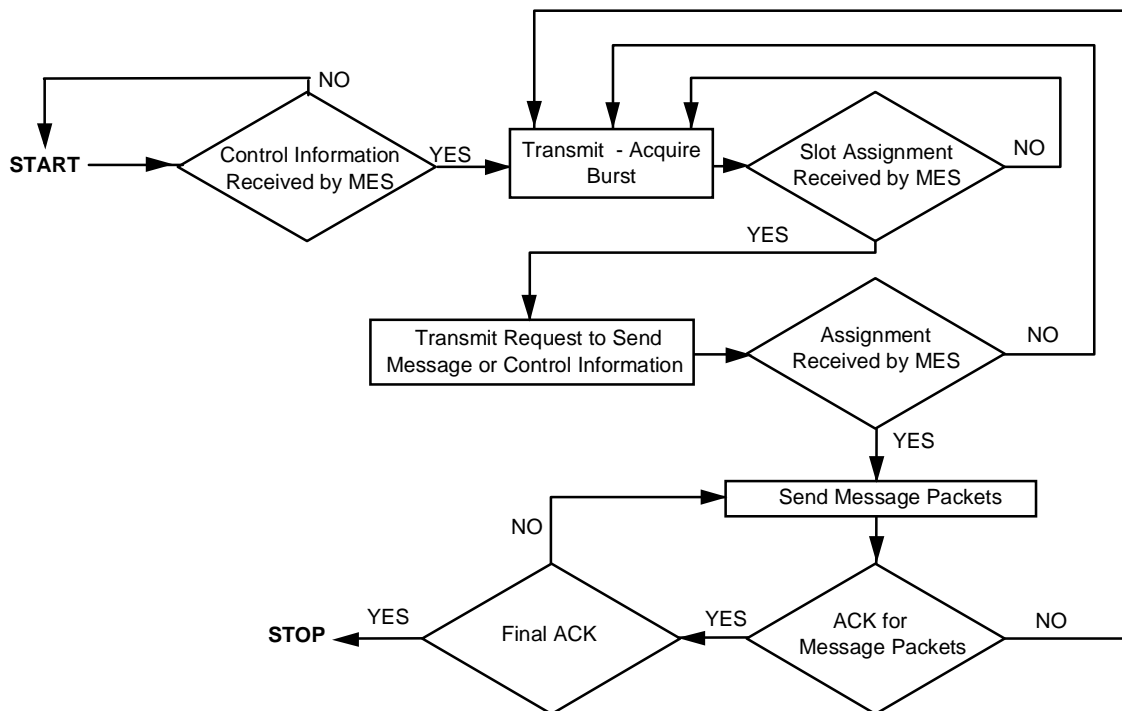 NO
START
Control Information
Received by MES
YES
Transmit - Acquire
Burst
Slot Assignment
Received by MES
NO
YES
Transmit Request to Send
Message or Control Information
Assignment
Received by MES
NO
YES
Send Message Packets
NO
STOP
YES
Final ACK
YES
ACK for
Message Packets
NO